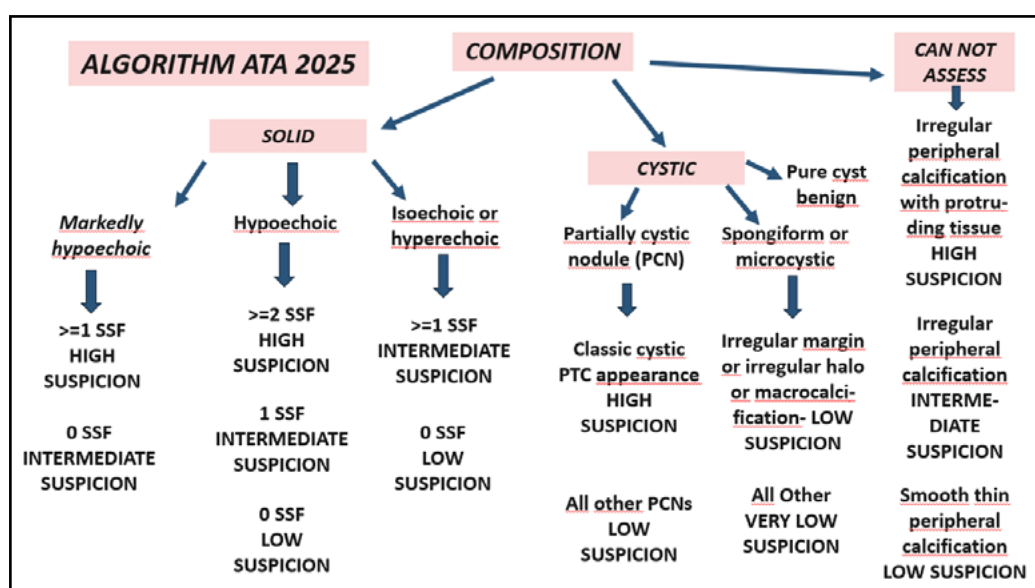 ALGORITHM ATA 2025
COMPOSITION
CAN NOT
ASSESS
SOLID
Markedly
hypoechoic
>=1 SSF
HIGH
SUSPICION
0 SSF
INTERMEDIATE
SUSPICION
Hypoechoic
>=2 SSF
HIGH
SUSPICION
1 SSF
INTERMEDIATE
SUSPICION
0 SSF
LOW
SUSPICION
Isoechoic or
hyperechoic
>=1 SSF
INTERMEDIATE
SUSPICION
0 SSF
LOW
SUSPICION
CYSTIC
Partially cystic
nodule (PCN)
Classic cystic
PTC appearance
HIGH
SUSPICION
All other PCNs
LOW
SUSPICION
Spongiform or
microcystic
Irregular margin
or irregular halo
or macrocalci-
fication- LOW
SUSPICION
All Other
VERY LOW
SUSPICION
Pure cyst
benign
Irregular
peripheral
calcification
with protru-
ding tissue
HIGH
SUSPICION
Irregular
peripheral
calcification
INTERME-
DIATE
SUSPICION
Smooth thin
peripheral
calcification
LOW SUSPICION